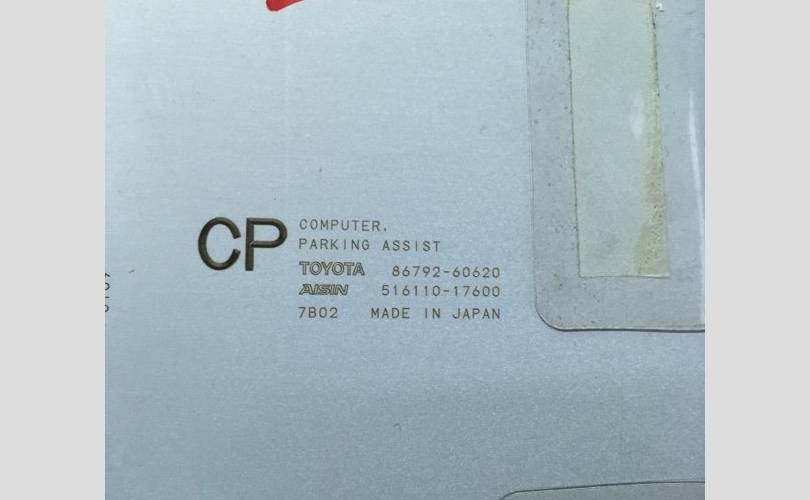 CP
COMPUTER,
PARKING ASSIST
TOYOTA 86792-60620
AISIN 516110-17600
7B02 MADE IN JAPAN